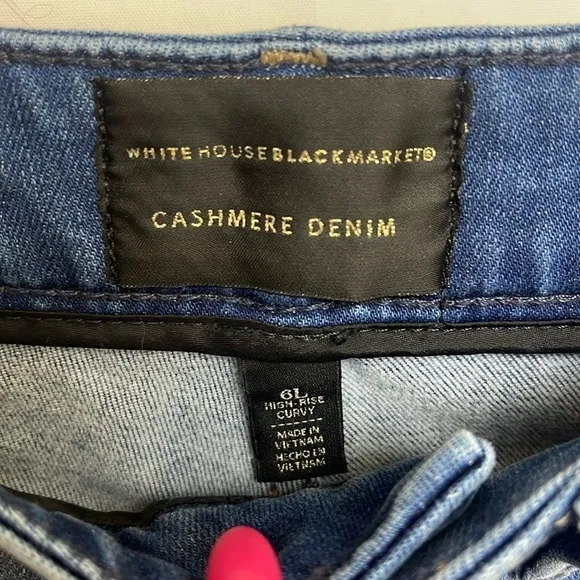 WHITE HOUSE BLACK MARKET®
CASHMERE DENIM
6L
HIGH-RISE
CURVY
MADE IN
VIETNAM
HECHO EN
VIETNAM